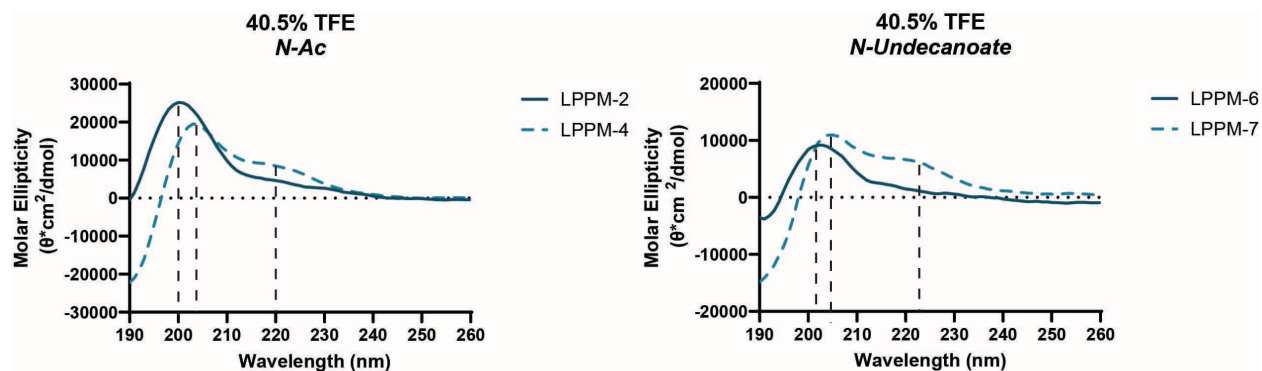 40.5% TFE
N-Ac
30000
20000
10000
0
-10000
-20000
-30000
190 200 210 220 230 240 250 260
Wavelength (nm)
Molar Ellipticity
(θ*cm²/dmol)
LPPM-2
LPPM-4
40.5% TFE
N-Undecanoate
20000
10000
0
-10000
-20000
190 200 210 220 230 240 250 260
Wavelength (nm)
Molar Ellipticity
(θ*cm ²/dmol)
LPPM-6
LPPM-7